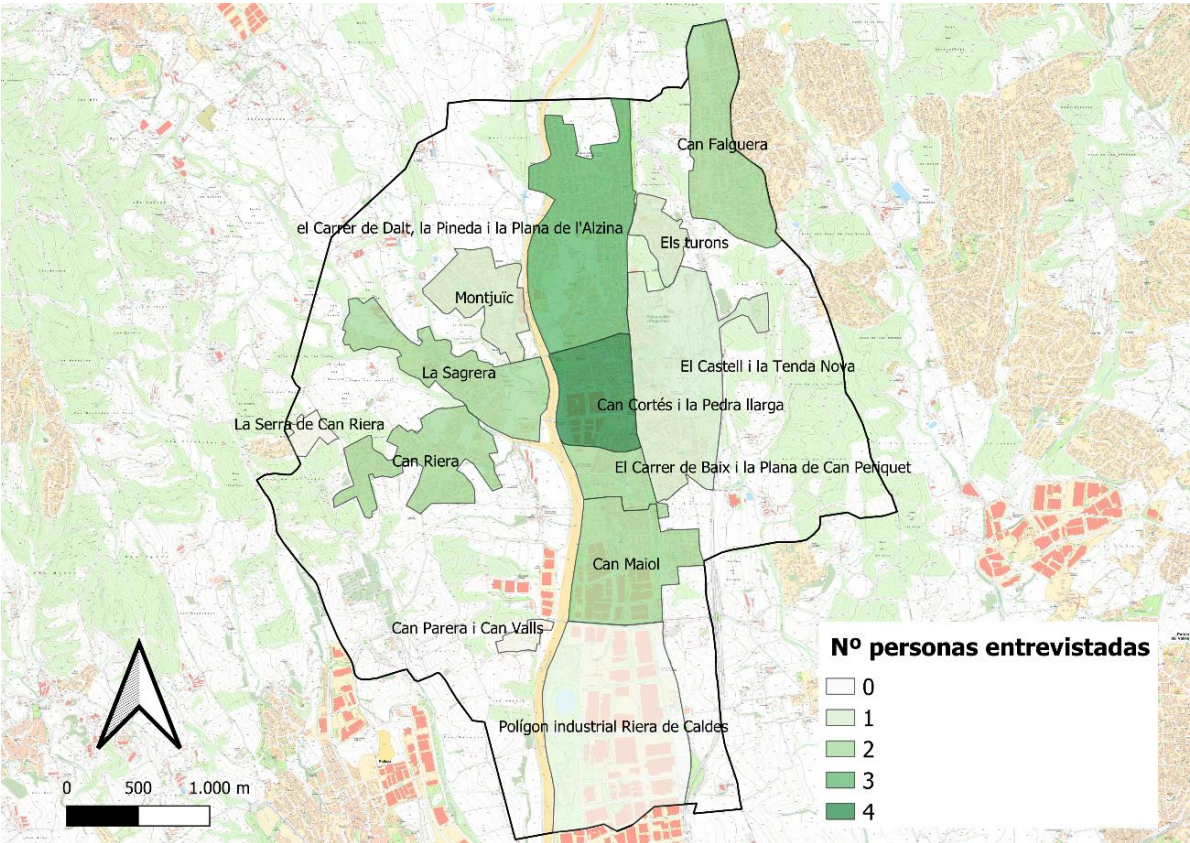 Can Falguera
el Carrer de Dalt, la Pineda i la Plana de l'Alzina
Els turons
Montjuïc
El Castell i la Tenda Nova
La Sagrera
Can Cortés i la Pedra llarga
La Serra de Can Riera
Can Riera
El Carrer de Baix i la Plana de Can Periquet
Can Maiol
Can Parera i Can Valls
Polígon industrial Riera de Caldes
Nº personas entrevistadas
0
1
2
3
4
0 500 1.000 m